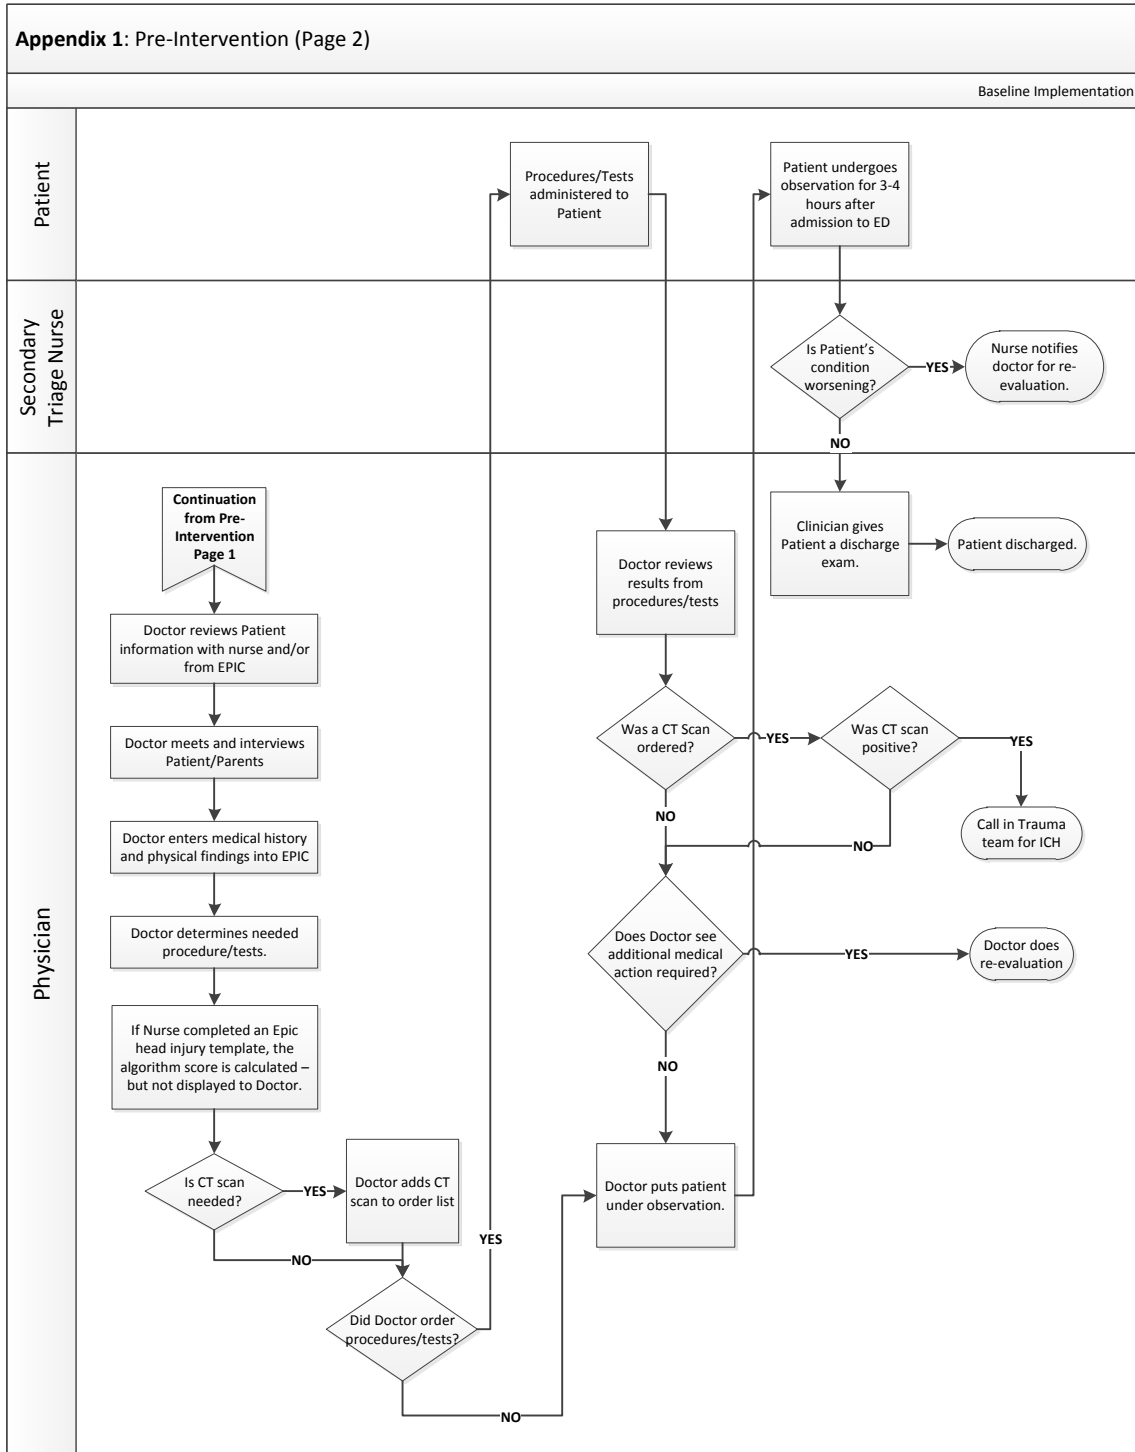 Appendix 1: Pre-Intervention (Page 2)
Baseline Implementation
Patient
Procedures/Tests
administered to
Patient
Patient undergoes
observation for 3-4
hours after
admission to ED
Secondary
Triage Nurse
Is Patient's
condition
worsening?
YES
Nurse notifies
doctor for re-
evaluation.
NO
Physician
Continuation
from Pre-
Intervention
Page 1
Doctor reviews Patient
information with nurse and/or
from EPIC
Doctor meets and interviews
Patient/Parents
Doctor enters medical history
and physical findings into EPIC
Doctor determines needed
procedure/tests.
If Nurse completed an Epic
head injury template, the
algorithm score is calculated –
but not displayed to Doctor.
Is CT scan
needed?
YES
Doctor adds CT
scan to order list
NO
Did Doctor order
procedures/tests?
YES
NO
Doctor reviews
results from
procedures/tests
Was a CT Scan
ordered?
YES
Was CT scan
positive?
YES
Call in Trauma
team for ICH
NO
NO
Does Doctor see
additional medical
action required?
YES
Doctor does
re-evaluation
NO
Doctor puts patient
under observation.
Clinician gives
Patient a discharge
exam.
Patient discharged.